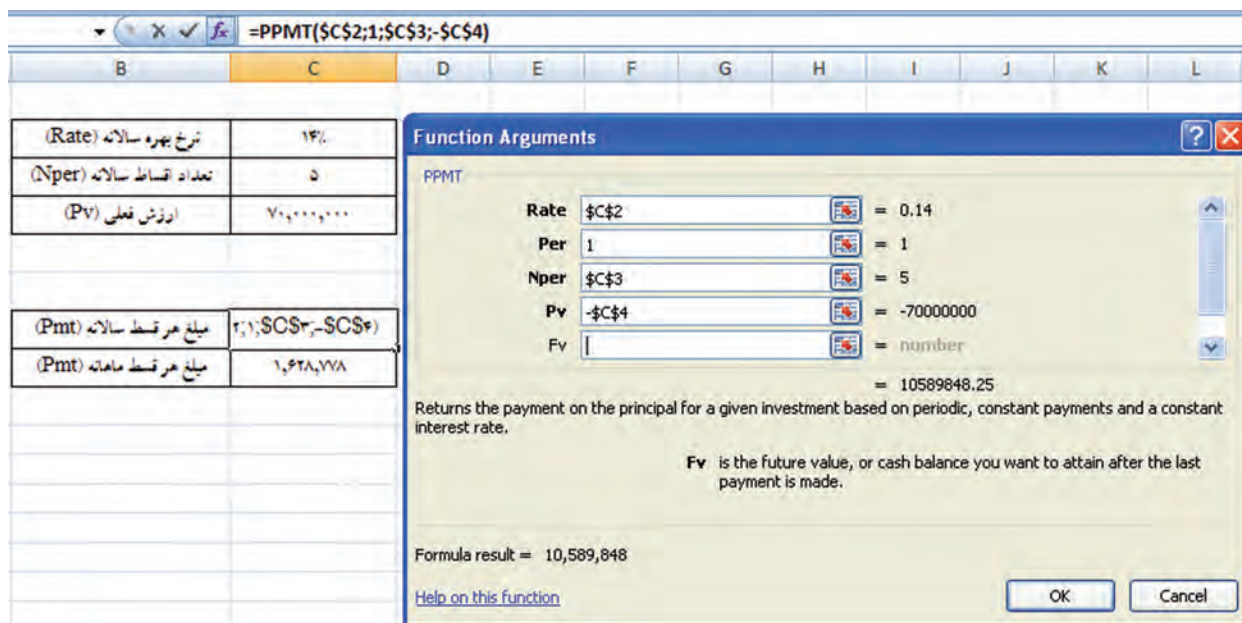 =PPMT($C$2;1;$C$3;-$C$4)
B C D E F G H I J K L
نرخ بهره سالانه (Rate) ۱۴٪
تعداد اقساط سالانه (Nper) ۵
ارزش فعلی (Pv) ۷۰,۰۰۰,۰۰۰
مبلغ هر قسط سالانه (Pmt) ۲;۱;$C$۳;-$C$۴)
مبلغ هر قسط ماهانه (Pmt) ۱,۶۲۸,۷۷۸
Function Arguments
PPMT
Rate $C$2 = 0.14
Per 1 = 1
Nper $C$3 = 5
Pv -$C$4 = -70000000
Fv = number
= 10589848.25
Returns the payment on the principal for a given investment based on periodic, constant payments and a constant
interest rate.
Fv is the future value, or cash balance you want to attain after the last
payment is made.
Formula result = 10,589,848
Help on this function
OK Cancel